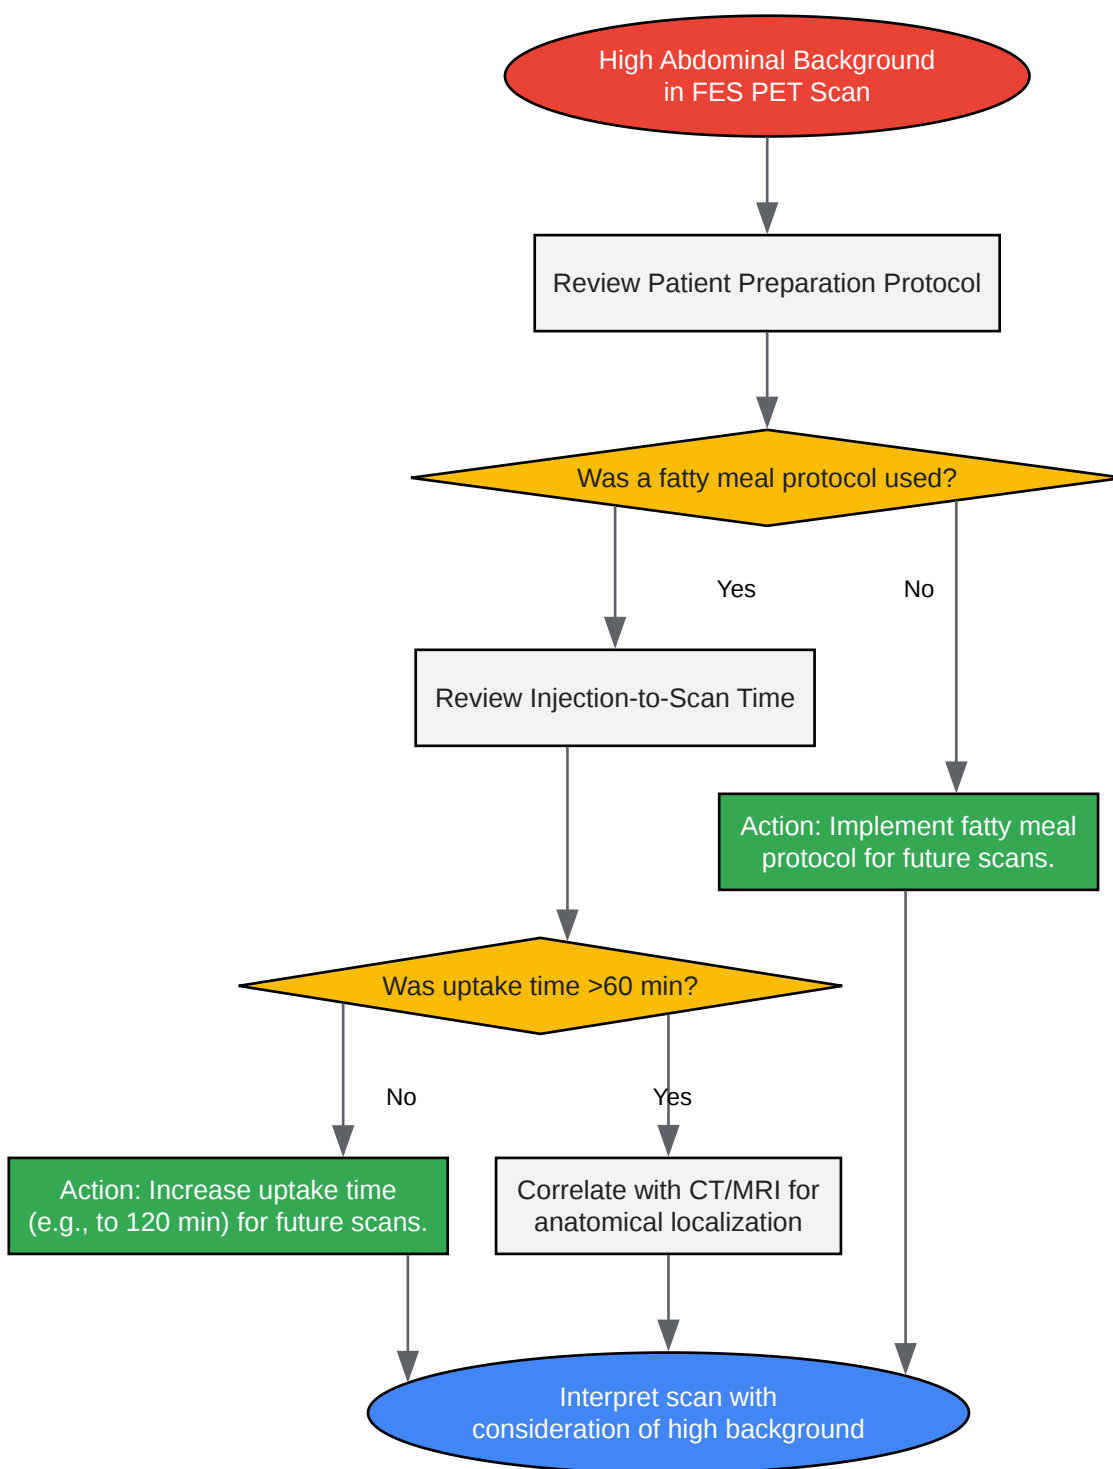 High Abdominal Background
in FES PET Scan
Review Patient Preparation Protocol
Was a fatty meal protocol used?
Yes
No
Review Injection-to-Scan Time
Action: Implement fatty meal
protocol for future scans.
Was uptake time >60 min?
No
Yes
Action: Increase uptake time
(e.g., to 120 min) for future scans.
Correlate with CT/MRI for
anatomical localization
Interpret scan with
consideration of high background